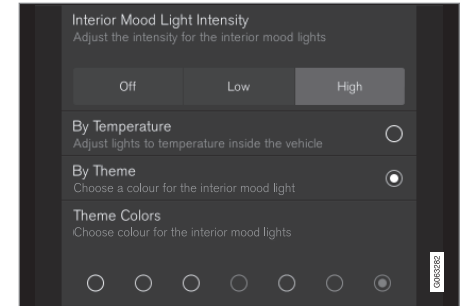 Interior Mood Light Intensity
Adjust the intensity for the interior mood lights
Off Low High
By Temperature
Adjust lights to temperature inside the vehicle
By Theme
Choose a colour for the interior mood light
Theme Colors
Choose colour for the interior mood lights
G063282